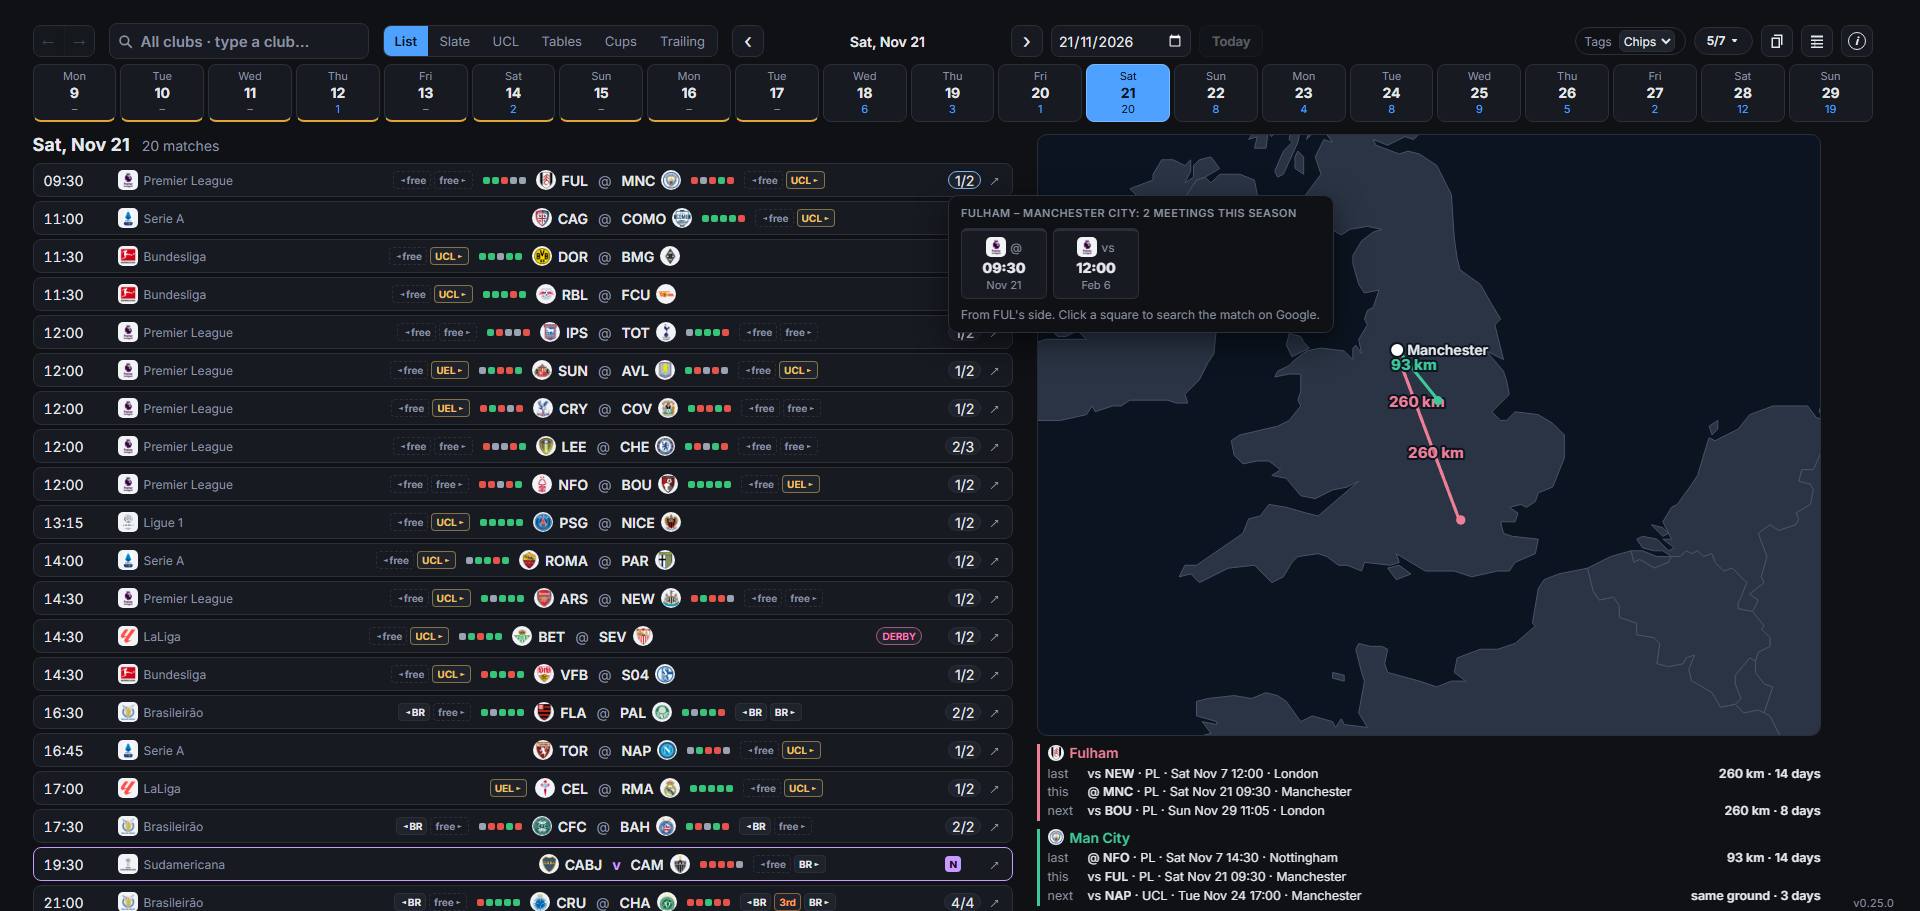 ← → All clubs · type a club... List Slate UCL Tables Cups Trailing ‹ Sat, Nov 21 › 21/11/2026 Today Tags Chips 5/7
Mon Tue Wed Thu Fri Sat Sun Mon Tue Wed Thu Fri Sat Sun Mon Tue Wed Thu Fri Sat Sun
9 10 11 12 13 14 15 16 17 18 19 20 21 22 23 24 25 26 27 28 29
– – – 1 – 2 – – – 6 3 1 20 8 4 8 9 5 2 12 19
Sat, Nov 21 20 matches
09:30 Premier League ◂free free▸ FUL @ MNC ◂free UCL▸ 1/2 ↗
11:00 Serie A CAG @ COMO ◂free UCL▸
11:30 Bundesliga ◂free UCL▸ DOR @ BMG
11:30 Bundesliga ◂free UCL▸ RBL @ FCU
12:00 Premier League ◂free free▸ IPS @ TOT ◂free free▸ 1/2 ↗
12:00 Premier League ◂free UEL▸ SUN @ AVL ◂free UCL▸ 1/2 ↗
12:00 Premier League ◂free UEL▸ CRY @ COV ◂free free▸ 1/2 ↗
12:00 Premier League ◂free free▸ LEE @ CHE ◂free free▸ 2/3 ↗
12:00 Premier League ◂free free▸ NFO @ BOU ◂free UEL▸ 1/2 ↗
13:15 Ligue 1 ◂free UCL▸ PSG @ NICE 1/2 ↗
14:00 Serie A ◂free UCL▸ ROMA @ PAR 1/2 ↗
14:30 Premier League ◂free UCL▸ ARS @ NEW ◂free free▸ 1/2 ↗
14:30 LaLiga ◂free UCL▸ BET @ SEV DERBY 1/2 ↗
14:30 Bundesliga ◂free UCL▸ VFB @ S04 1/2 ↗
16:30 Brasileirão ◂BR free▸ FLA @ PAL ◂BR BR▸ 2/2 ↗
16:45 Serie A TOR @ NAP ◂free UCL▸ 1/2 ↗
17:00 LaLiga UEL▸ CEL @ RMA ◂free UCL▸ 1/2 ↗
17:30 Brasileirão ◂BR free▸ CFC @ BAH ◂BR free▸ 2/2 ↗
19:30 Sudamericana CABJ v CAM ◂free BR▸ N ↗
21:00 Brasileirão ◂BR free▸ CRU @ CHA ◂BR 3rd BR▸ 4/4 ↗
FULHAM – MANCHESTER CITY: 2 MEETINGS THIS SEASON
@ vs
09:30 12:00
Nov 21 Feb 6
From FUL's side. Click a square to search the match on Google.
Manchester
93 km
260 km
260 km
Fulham
last vs NEW · PL · Sat Nov 7 12:00 · London 260 km · 14 days
this @ MNC · PL · Sat Nov 21 09:30 · Manchester
next vs BOU · PL · Sun Nov 29 11:05 · London 260 km · 8 days
Man City
last @ NFO · PL · Sat Nov 7 14:30 · Nottingham 93 km · 14 days
this vs FUL · PL · Sat Nov 21 09:30 · Manchester
next vs NAP · UCL · Tue Nov 24 17:00 · Manchester same ground · 3 days
v0.25.0